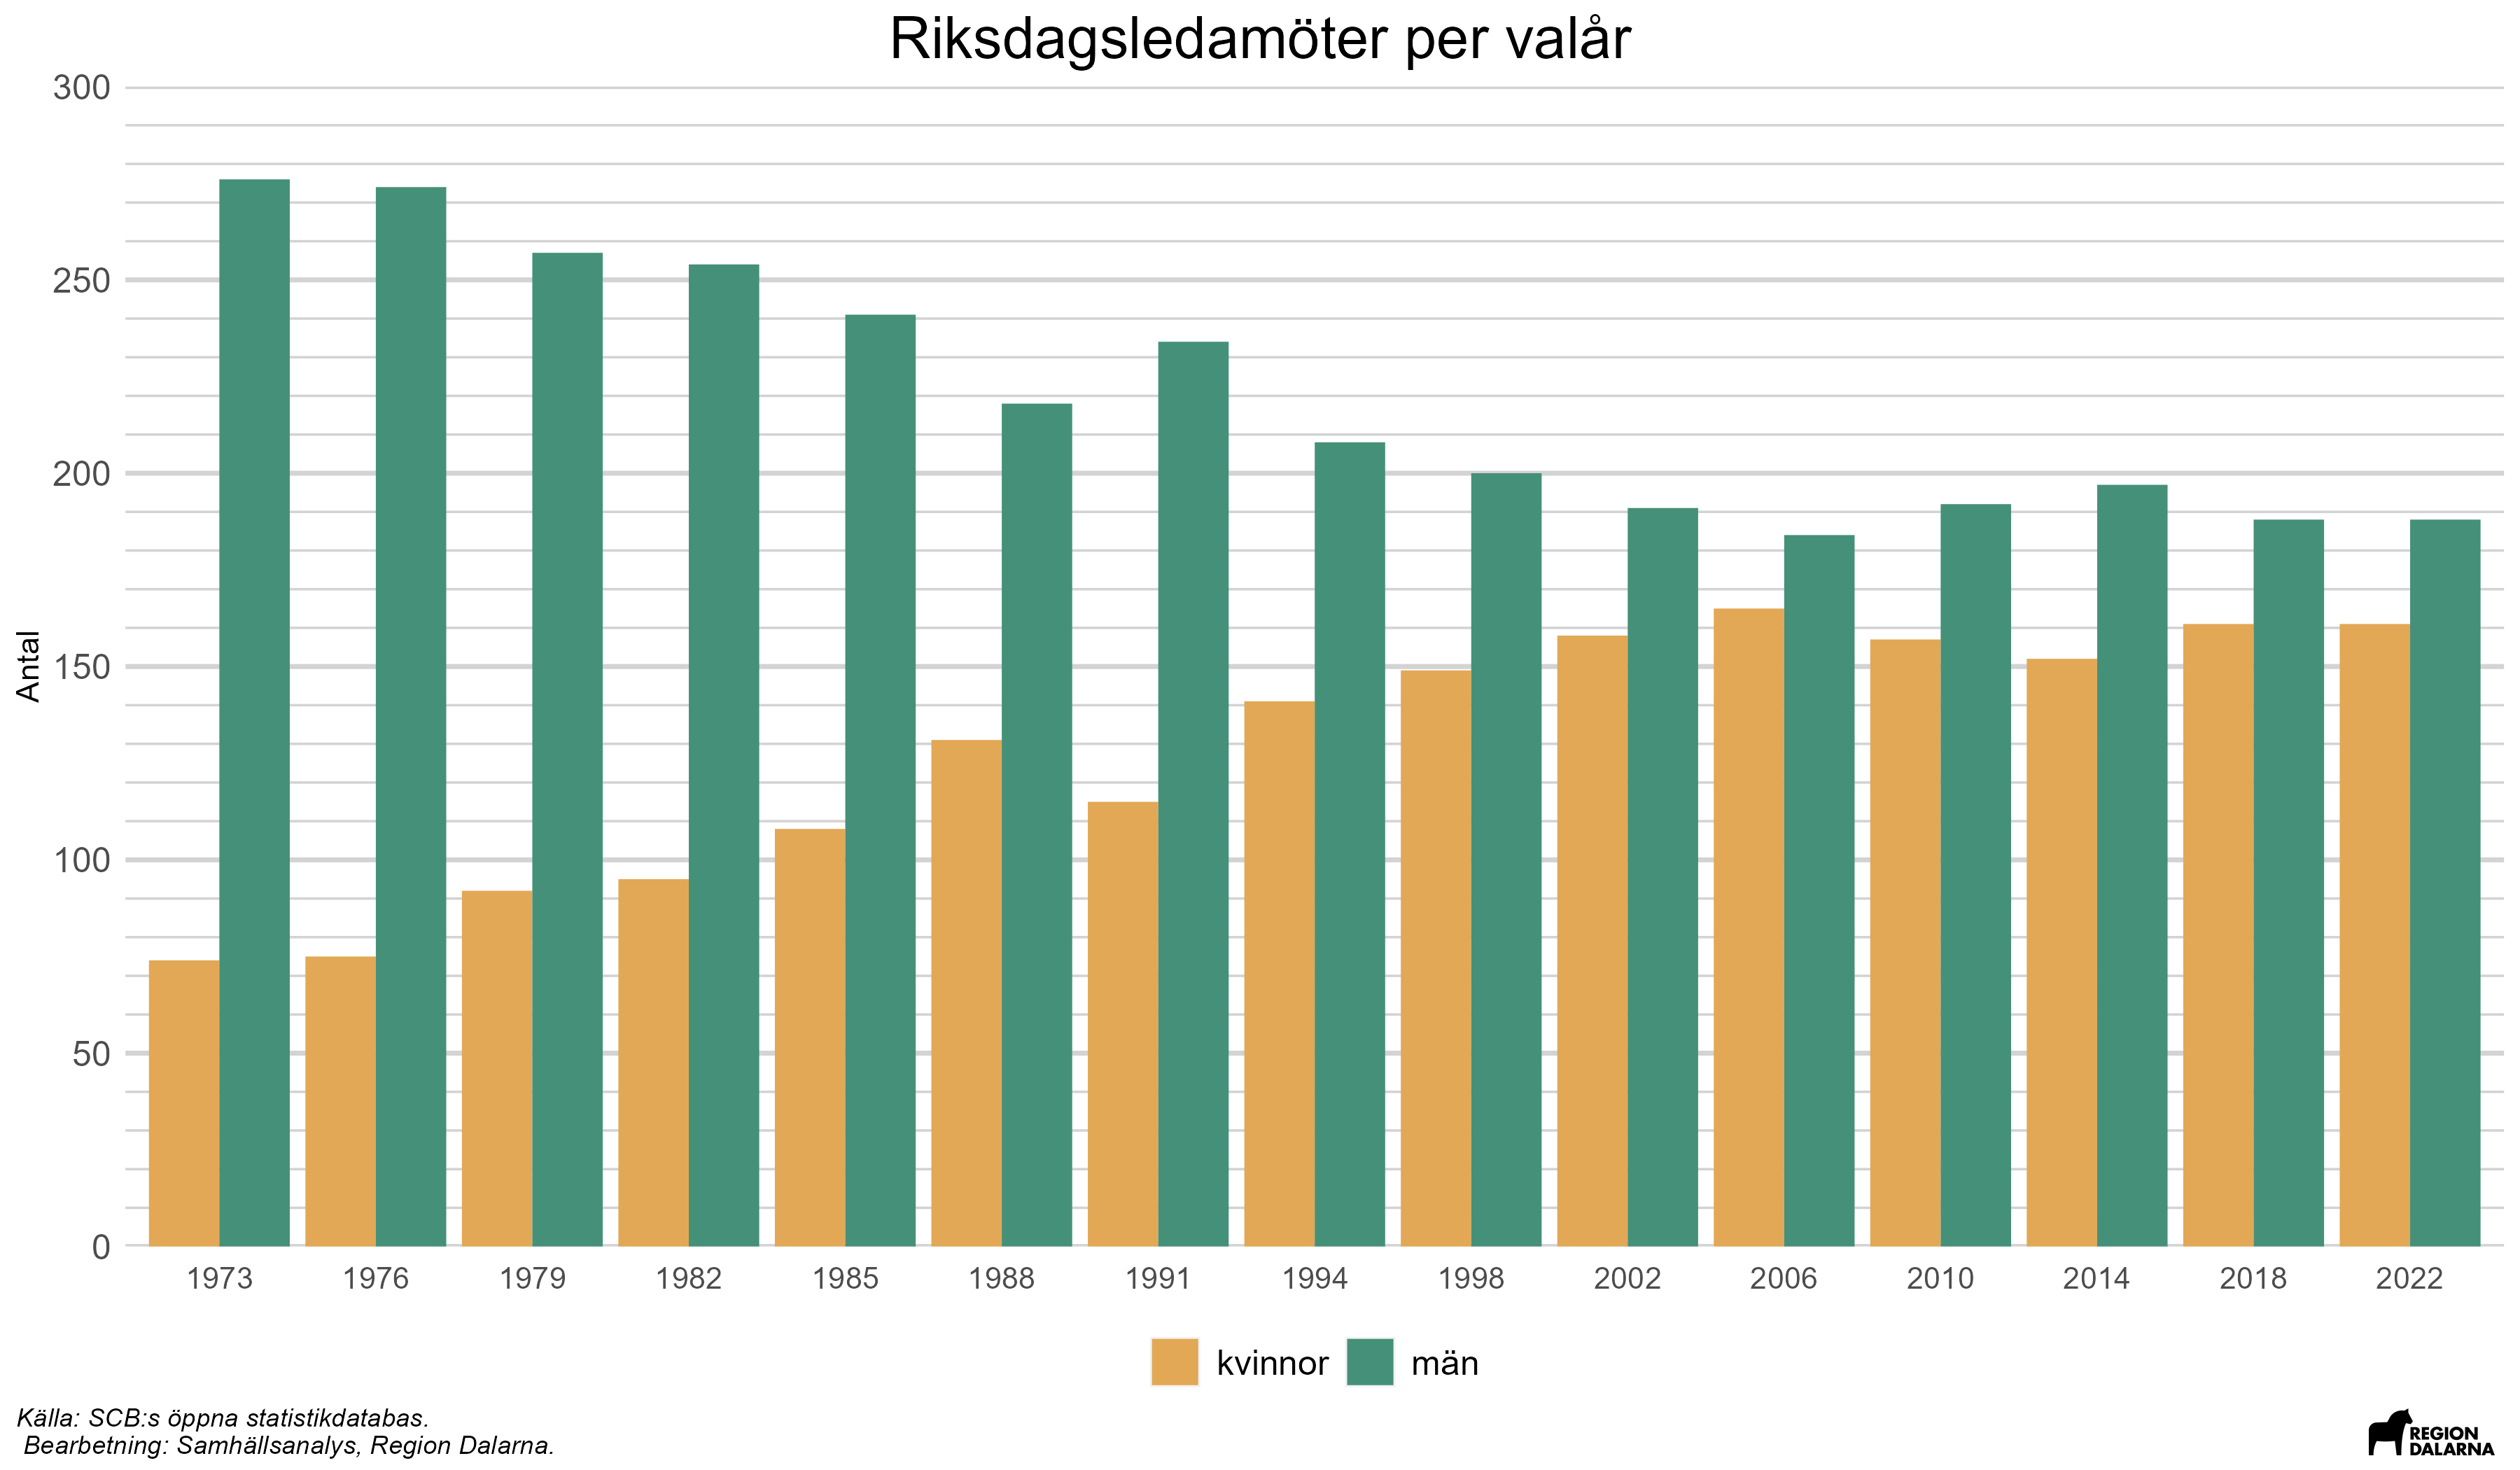 Riksdagsledamöter per valår
300
250
200
150
100
50
0
Antal
1973 1976 1979 1982 1985 1988 1991 1994 1998 2002 2006 2010 2014 2018 2022
kvinnor män
Källa: SCB:s öppna statistikdatabas.
Bearbetning: Samhällsanalys, Region Dalarna.
REGION
DALARNA